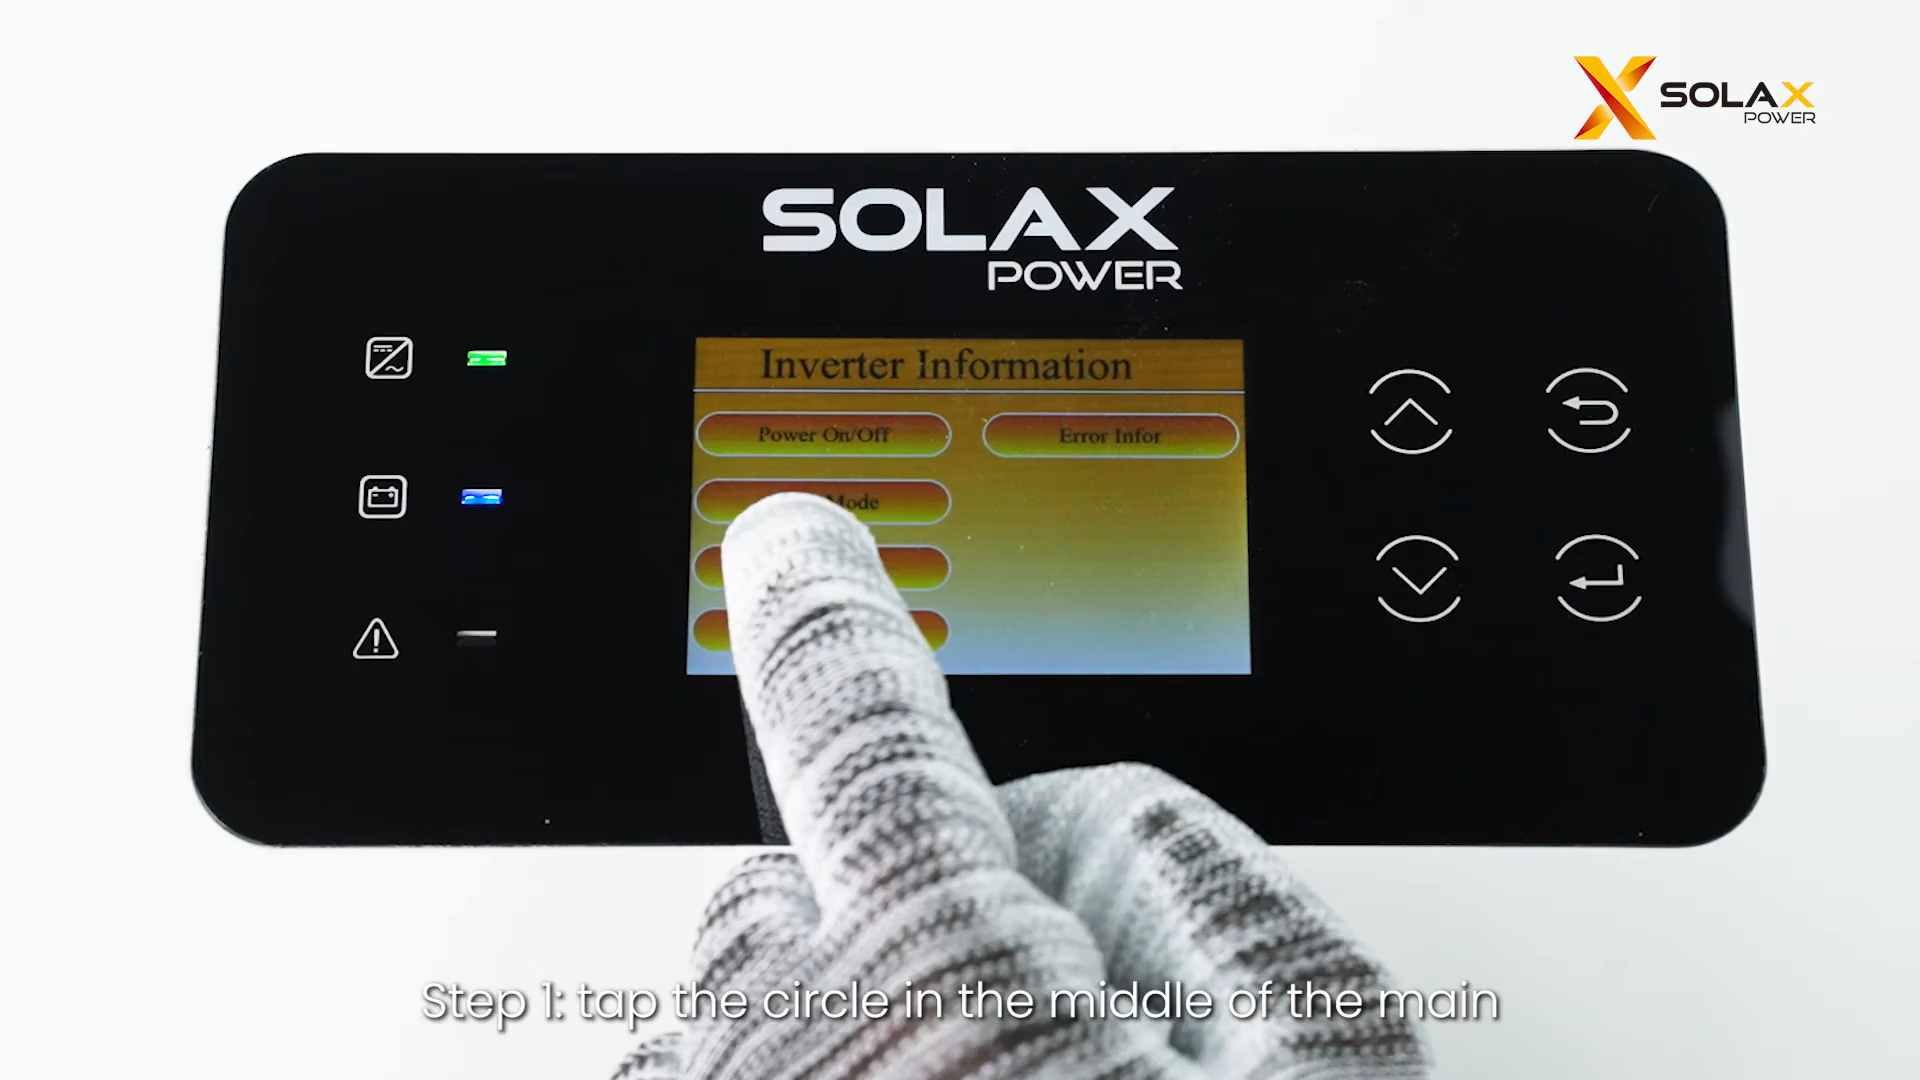 SOLAX
POWER
SOLAX
POWER
Inverter Information
Power On/Off
Error Infor
Mode
Step 1: tap the circle in the middle of the main